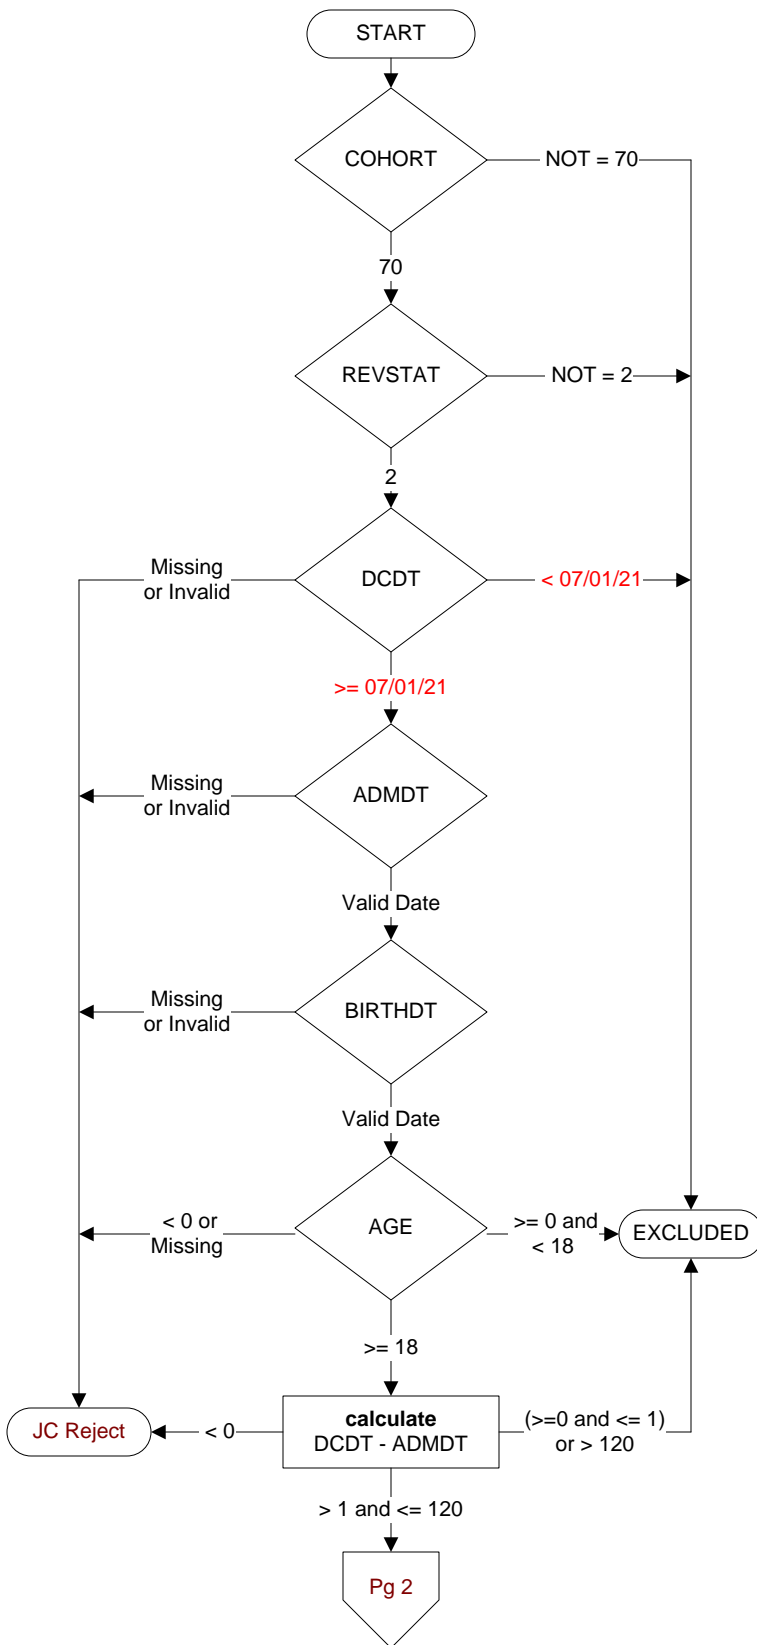 START
COHORT
NOT = 70
70
REVSTAT
NOT = 2
2
Missing
or Invalid
DCDT
< 07/01/21
>= 07/01/21
Missing
or Invalid
ADMDT
Valid Date
Missing
or Invalid
BIRTHDT
Valid Date
< 0 or
Missing
AGE
>= 0 and
< 18
EXCLUDED
>= 18
JC Reject
< 0
calculate
DCDT - ADMDT
(>=0 and <= 1)
or > 120
> 1 and <= 120
Pg 2